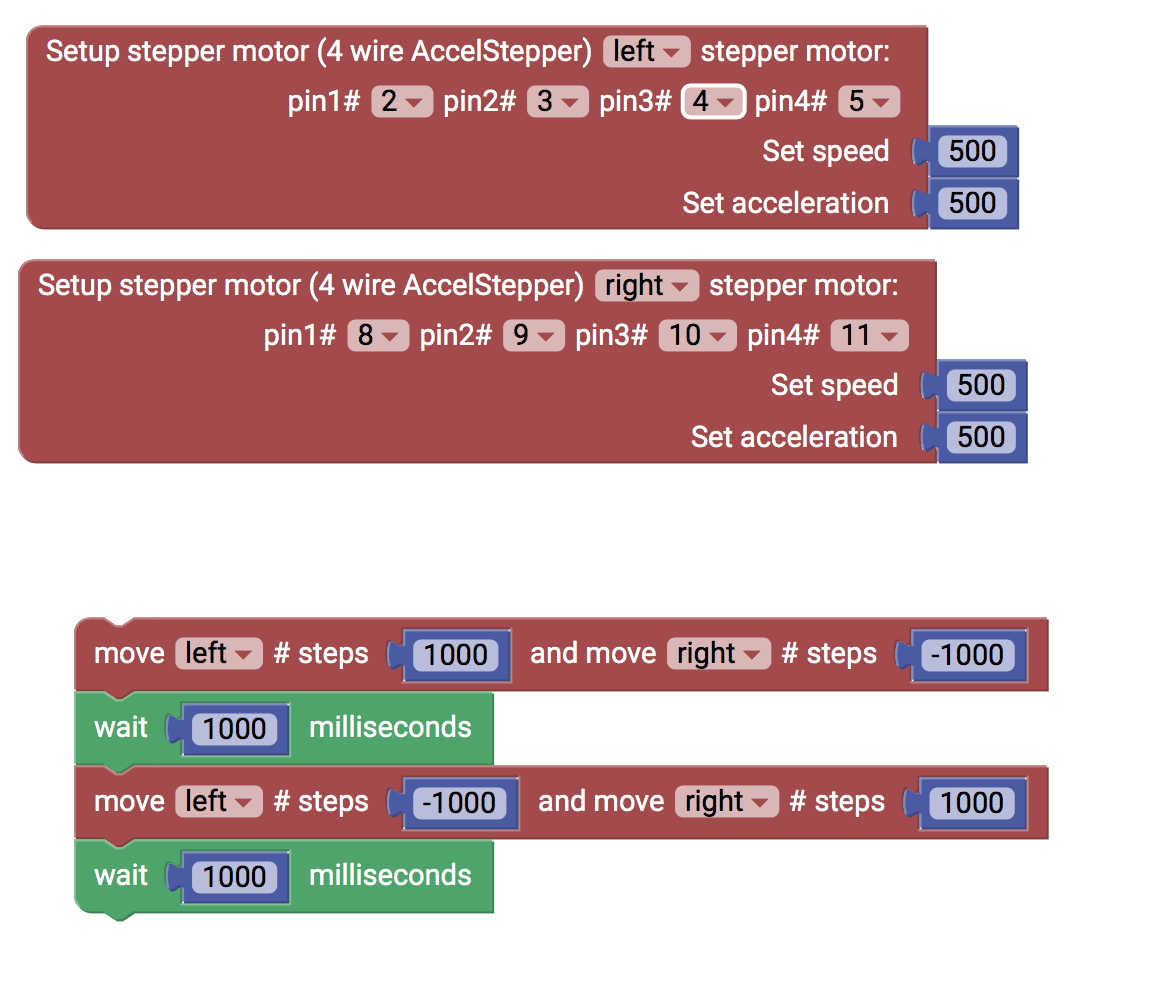 Setup stepper motor (4 wire AccelStepper) left stepper motor:
pin1# 2 pin2# 3 pin3# 4 pin4# 5
Set speed 500
Set acceleration 500
Setup stepper motor (4 wire AccelStepper) right stepper motor:
pin1# 8 pin2# 9 pin3# 10 pin4# 11
Set speed 500
Set acceleration 500
move left # steps 1000 and move right # steps -1000
wait 1000 milliseconds
move left # steps -1000 and move right # steps 1000
wait 1000 milliseconds